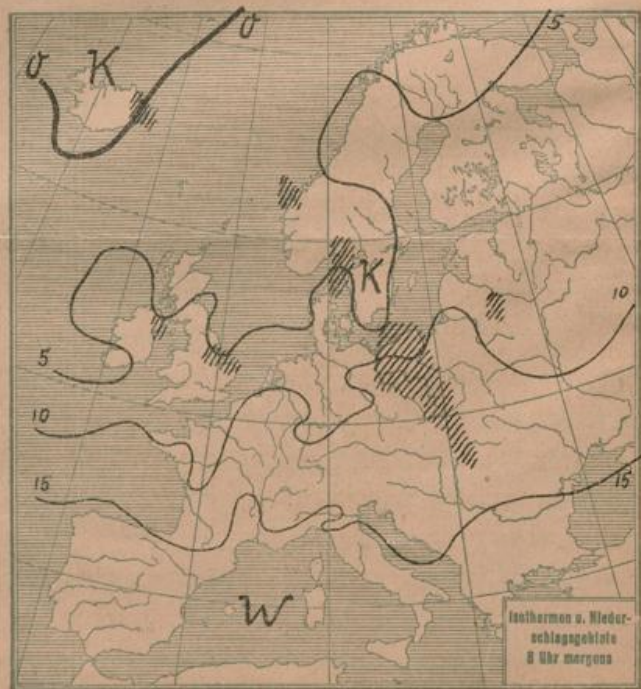 0
0
K
5
K
10
5
10
15
15
W
Isothermen u. Nieder-
schlagsgebiete
8 Uhr morgens